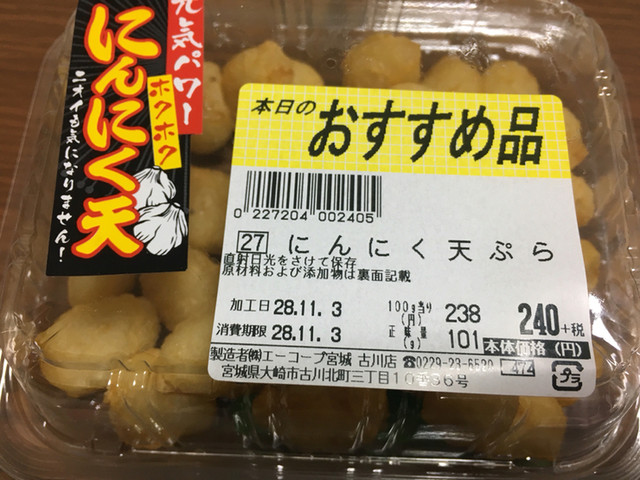 元気パワー
ホクホク
にんにく天
ニオイも気になりません!
本日の
おすすめ品
0 227204 002405
27 にんにく天ぷら
直射日光をさけて保存
原材料および添加物は裏面記載
加工日 28.11. 3
消費期限 28.11. 3
100g当り(円) 238
正味量(g) 101
240+税
本体価格(円)
製造者㈱エーコープ宮城 古川店 ☎0229-23-6590 474
宮城県大崎市古川北町三丁目10番36号
プラ